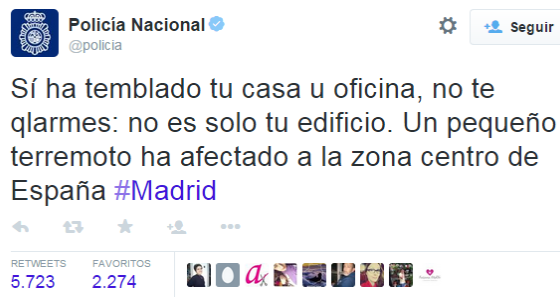 Policía Nacional
@policia
Seguir
Sí ha temblado tu casa u oficina, no te
qlarmes: no es solo tu edificio. Un pequeño
terremoto ha afectado a la zona centro de
España #Madrid
RETWEETS FAVORITOS
5.723 2.274